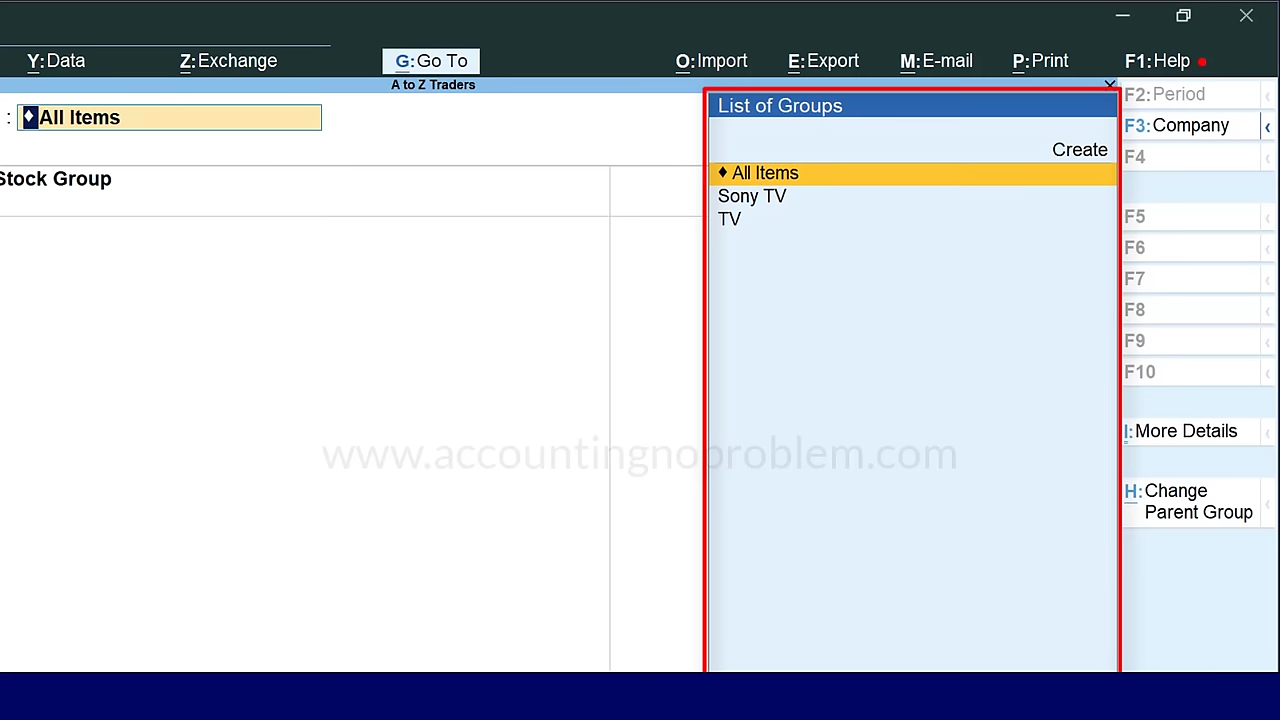 Y:Data
Z:Exchange
G:Go To
O:Import
E:Export
M:E-mail
P:Print
F1:Help
A to Z Traders
: ♦All Items
Stock Group
List of Groups
Create
♦ All Items
Sony TV
TV
F2:Period
F3:Company
F4
F5
F6
F7
F8
F9
F10
I:More Details
H:Change
Parent Group
www.accountingnoproblem.com